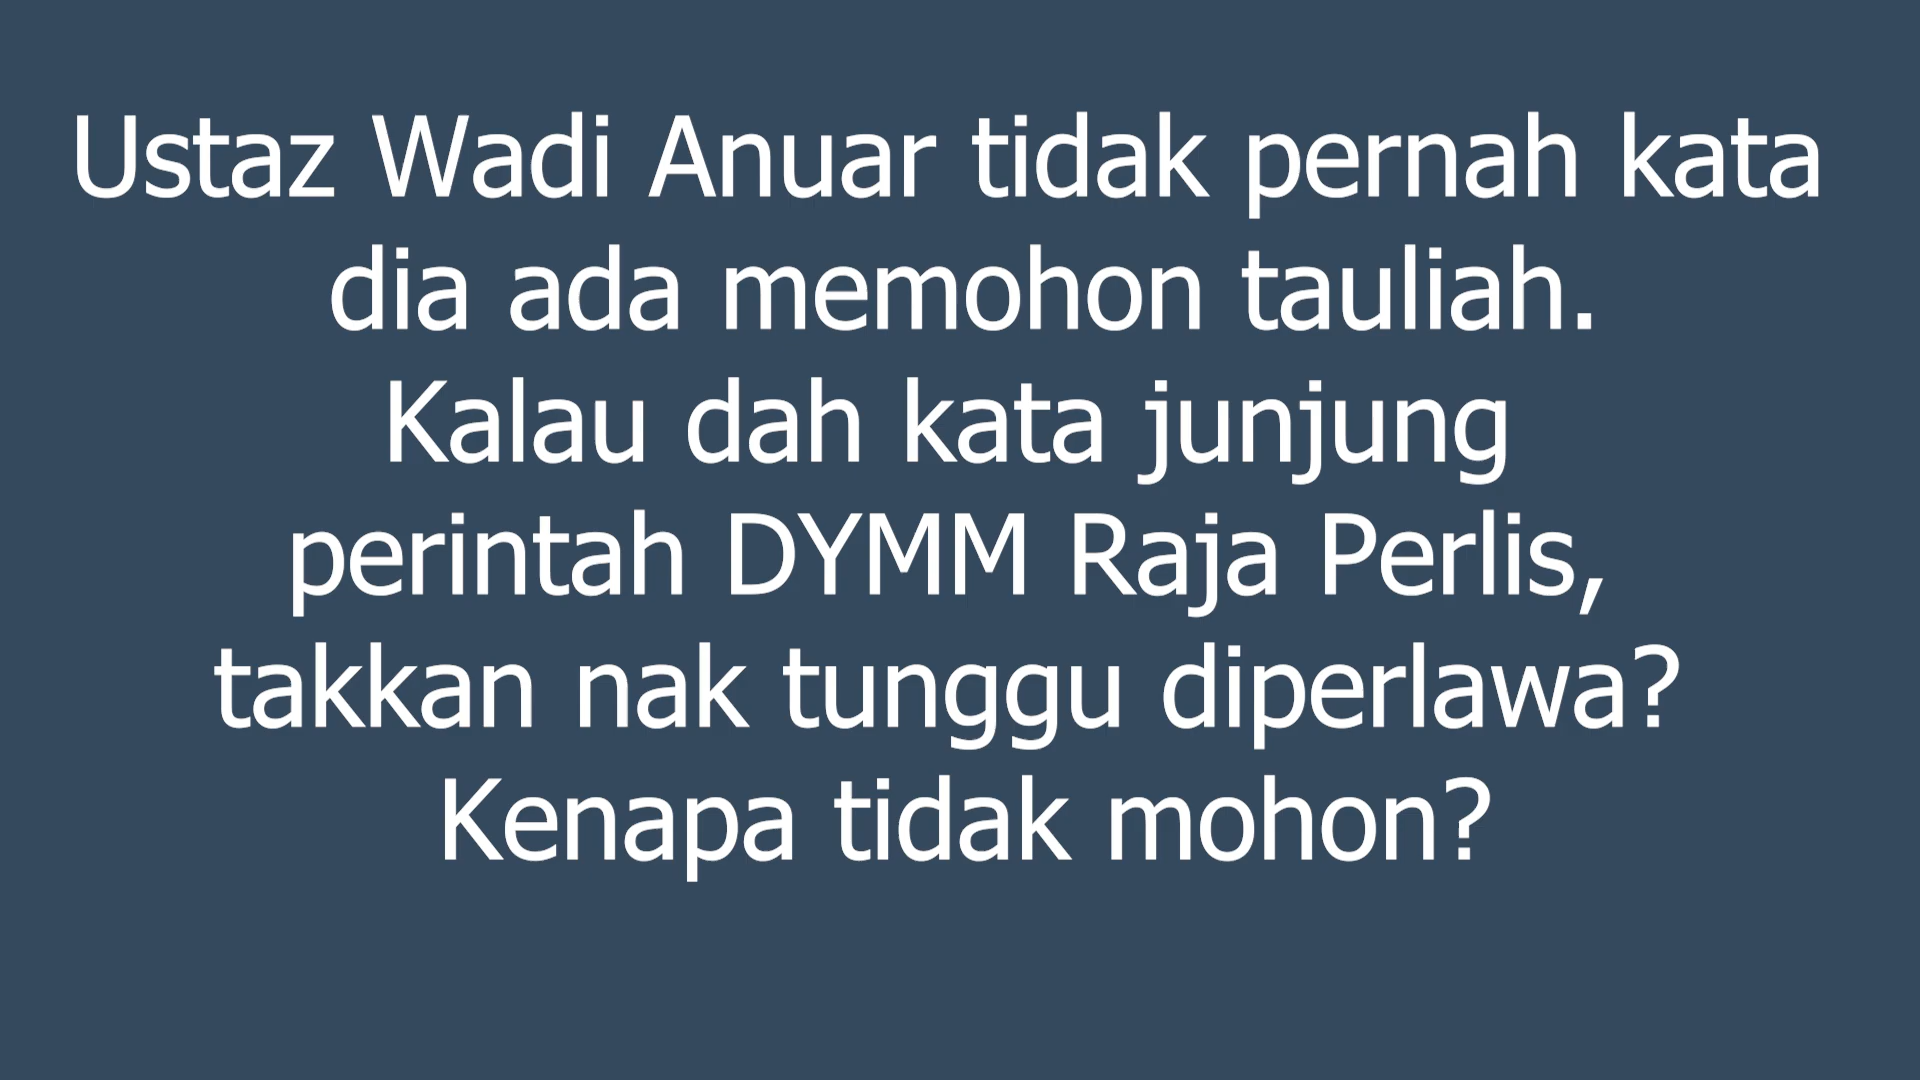 Ustaz Wadi Anuar tidak pernah kata
dia ada memohon tauliah.
Kalau dah kata junjung
perintah DYMM Raja Perlis,
takkan nak tunggu diperlawa?
Kenapa tidak mohon?